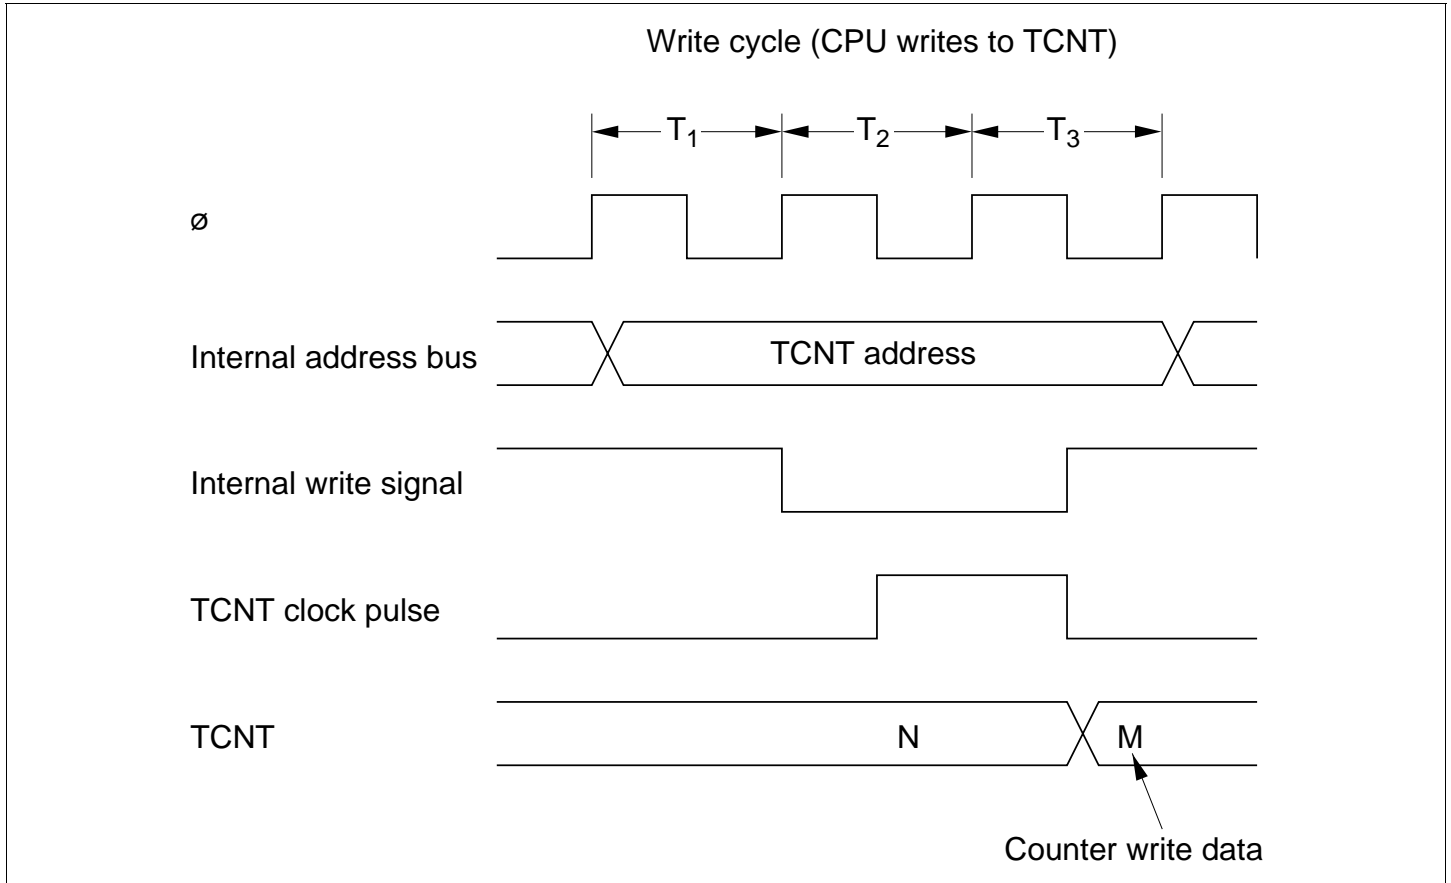 Write cycle (CPU writes to TCNT)
T1 T2 T3
ø
Internal address bus
TCNT address
Internal write signal
TCNT clock pulse
TCNT
N
M
Counter write data